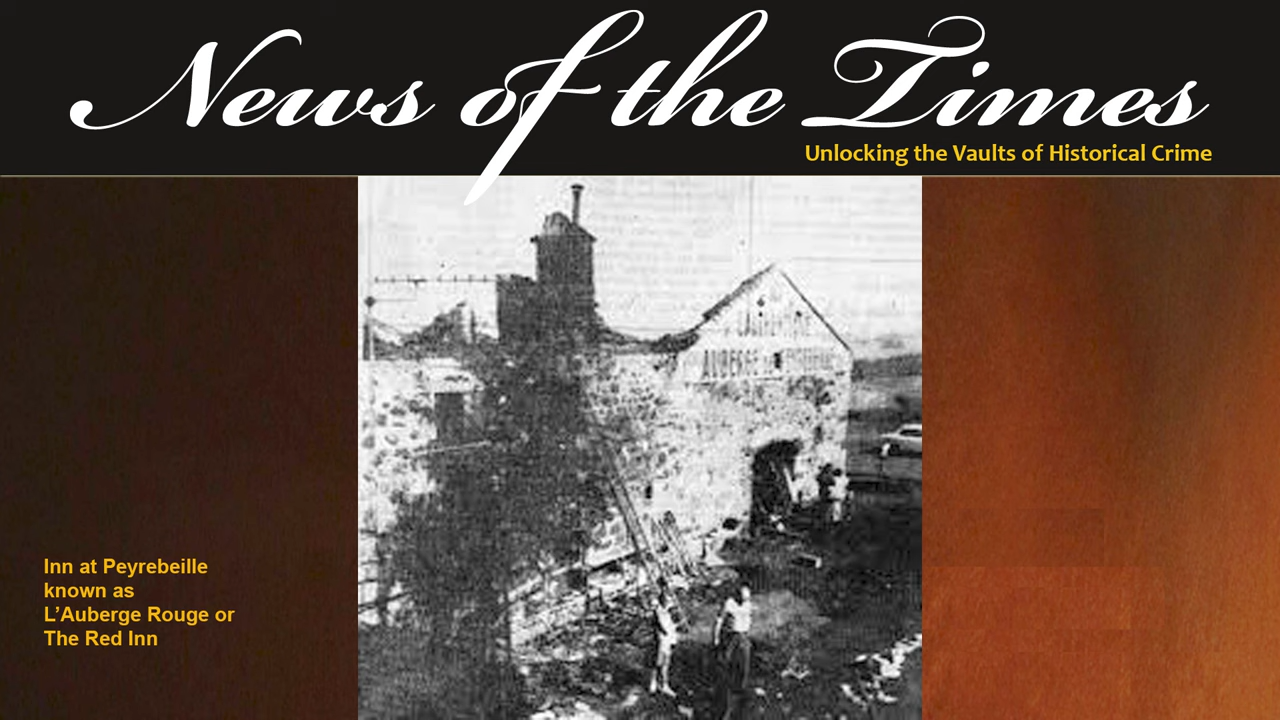 News of the Times
Unlocking the Vaults of Historical Crime
AUBERGE
Inn at Peyrebeille
known as
L’Auberge Rouge or
The Red Inn